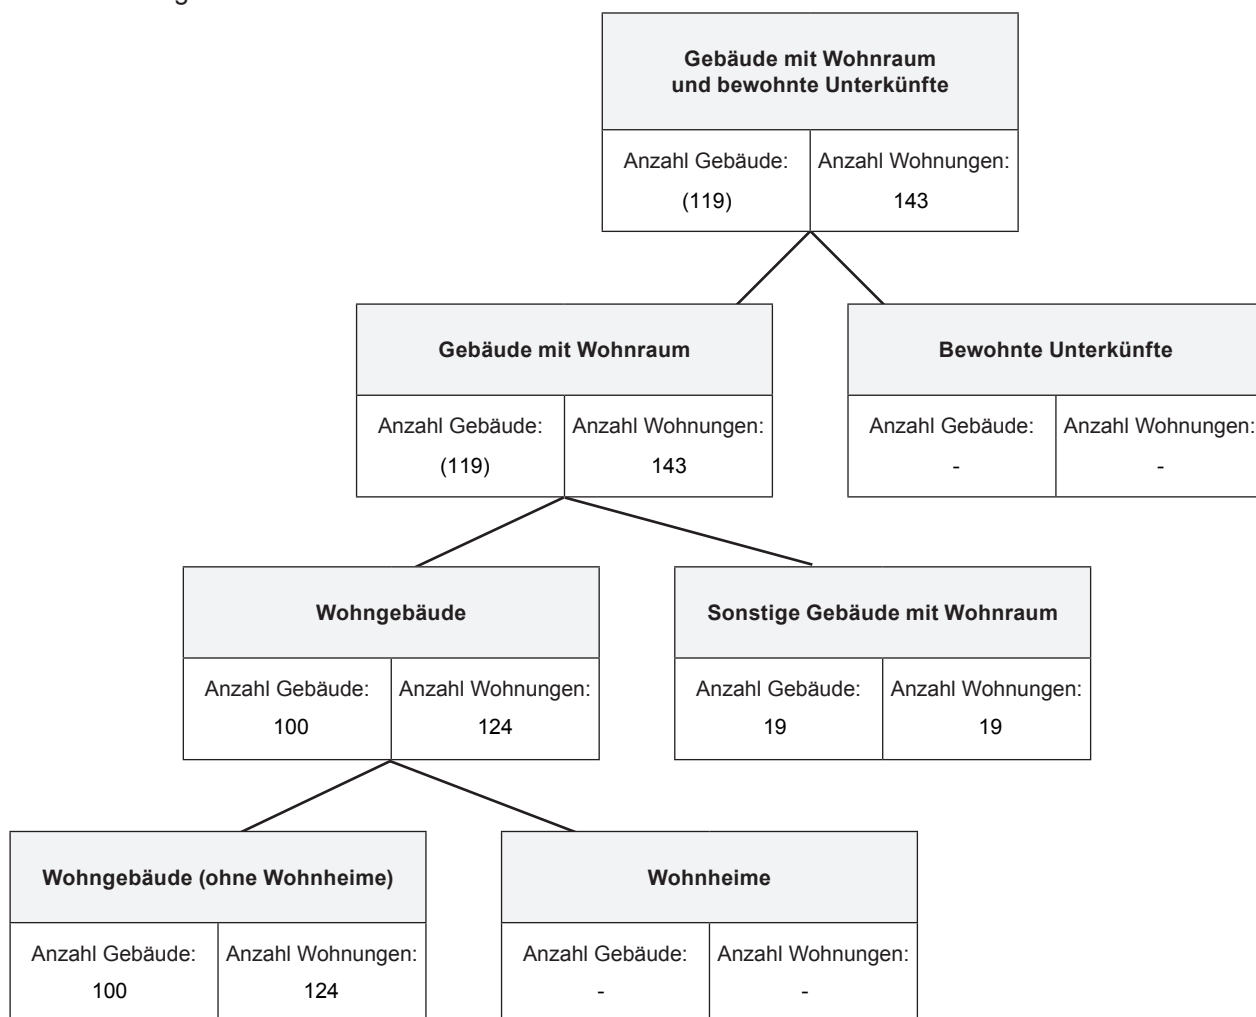 Gebäude mit Wohnraum
und bewohnte Unterkünfte
Anzahl Gebäude: Anzahl Wohnungen:
(119) 143
Gebäude mit Wohnraum
Bewohnte Unterkünfte
Anzahl Gebäude: Anzahl Wohnungen:
(119) 143
Anzahl Gebäude: Anzahl Wohnungen:
- -
Wohngebäude
Sonstige Gebäude mit Wohnraum
Anzahl Gebäude: Anzahl Wohnungen:
100 124
Anzahl Gebäude: Anzahl Wohnungen:
19 19
Wohngebäude (ohne Wohnheime)
Wohnheime
Anzahl Gebäude: Anzahl Wohnungen:
100 124
Anzahl Gebäude: Anzahl Wohnungen:
- -